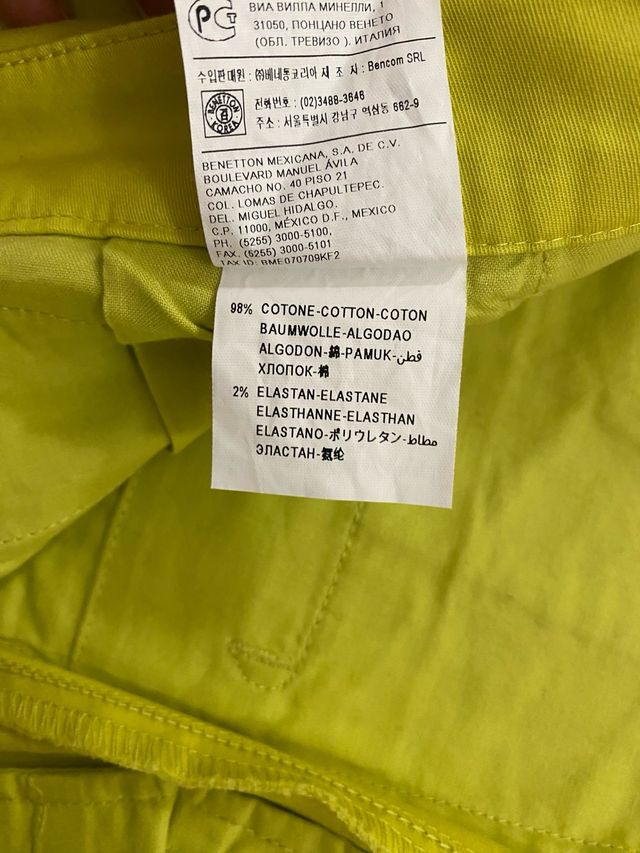 РСТ
ВИА ВИЛЛА МИНЕЛЛИ, 1
31050, ПОНЦАНО ВЕНЕТО
(ОБЛ. ТРЕВИЗО ). ИТАЛИЯ
수입판매원 : ㈜베네통코리아 제 조 자 : Bencom SRL
BENETTON KOREA
전화번호 : (02)3488-3646
주소 : 서울특별시 강남구 역삼동 662-9
BENETTON MEXICANA, S.A. DE C.V.
BOULEVARD MANUEL ÁVILA
CAMACHO NO. 40 PISO 21
COL. LOMAS DE CHAPULTEPEC.
DEL. MIGUEL HIDALGO.
C.P. 11000, MÉXICO D.F., MEXICO
PH. (5255) 3000-5100,
FAX. (5255) 3000-5101
TAX ID: BME070709KF2
98% COTONE-COTTON-COTON
BAUMWOLLE-ALGODAO
ALGODON-綿-PAMUK-قطن
ХЛОПОК-棉
2% ELASTAN-ELASTANE
ELASTHANNE-ELASTHAN
ELASTANO-ポリウレタン-مطاط
ЭЛАСТАН-氨纶